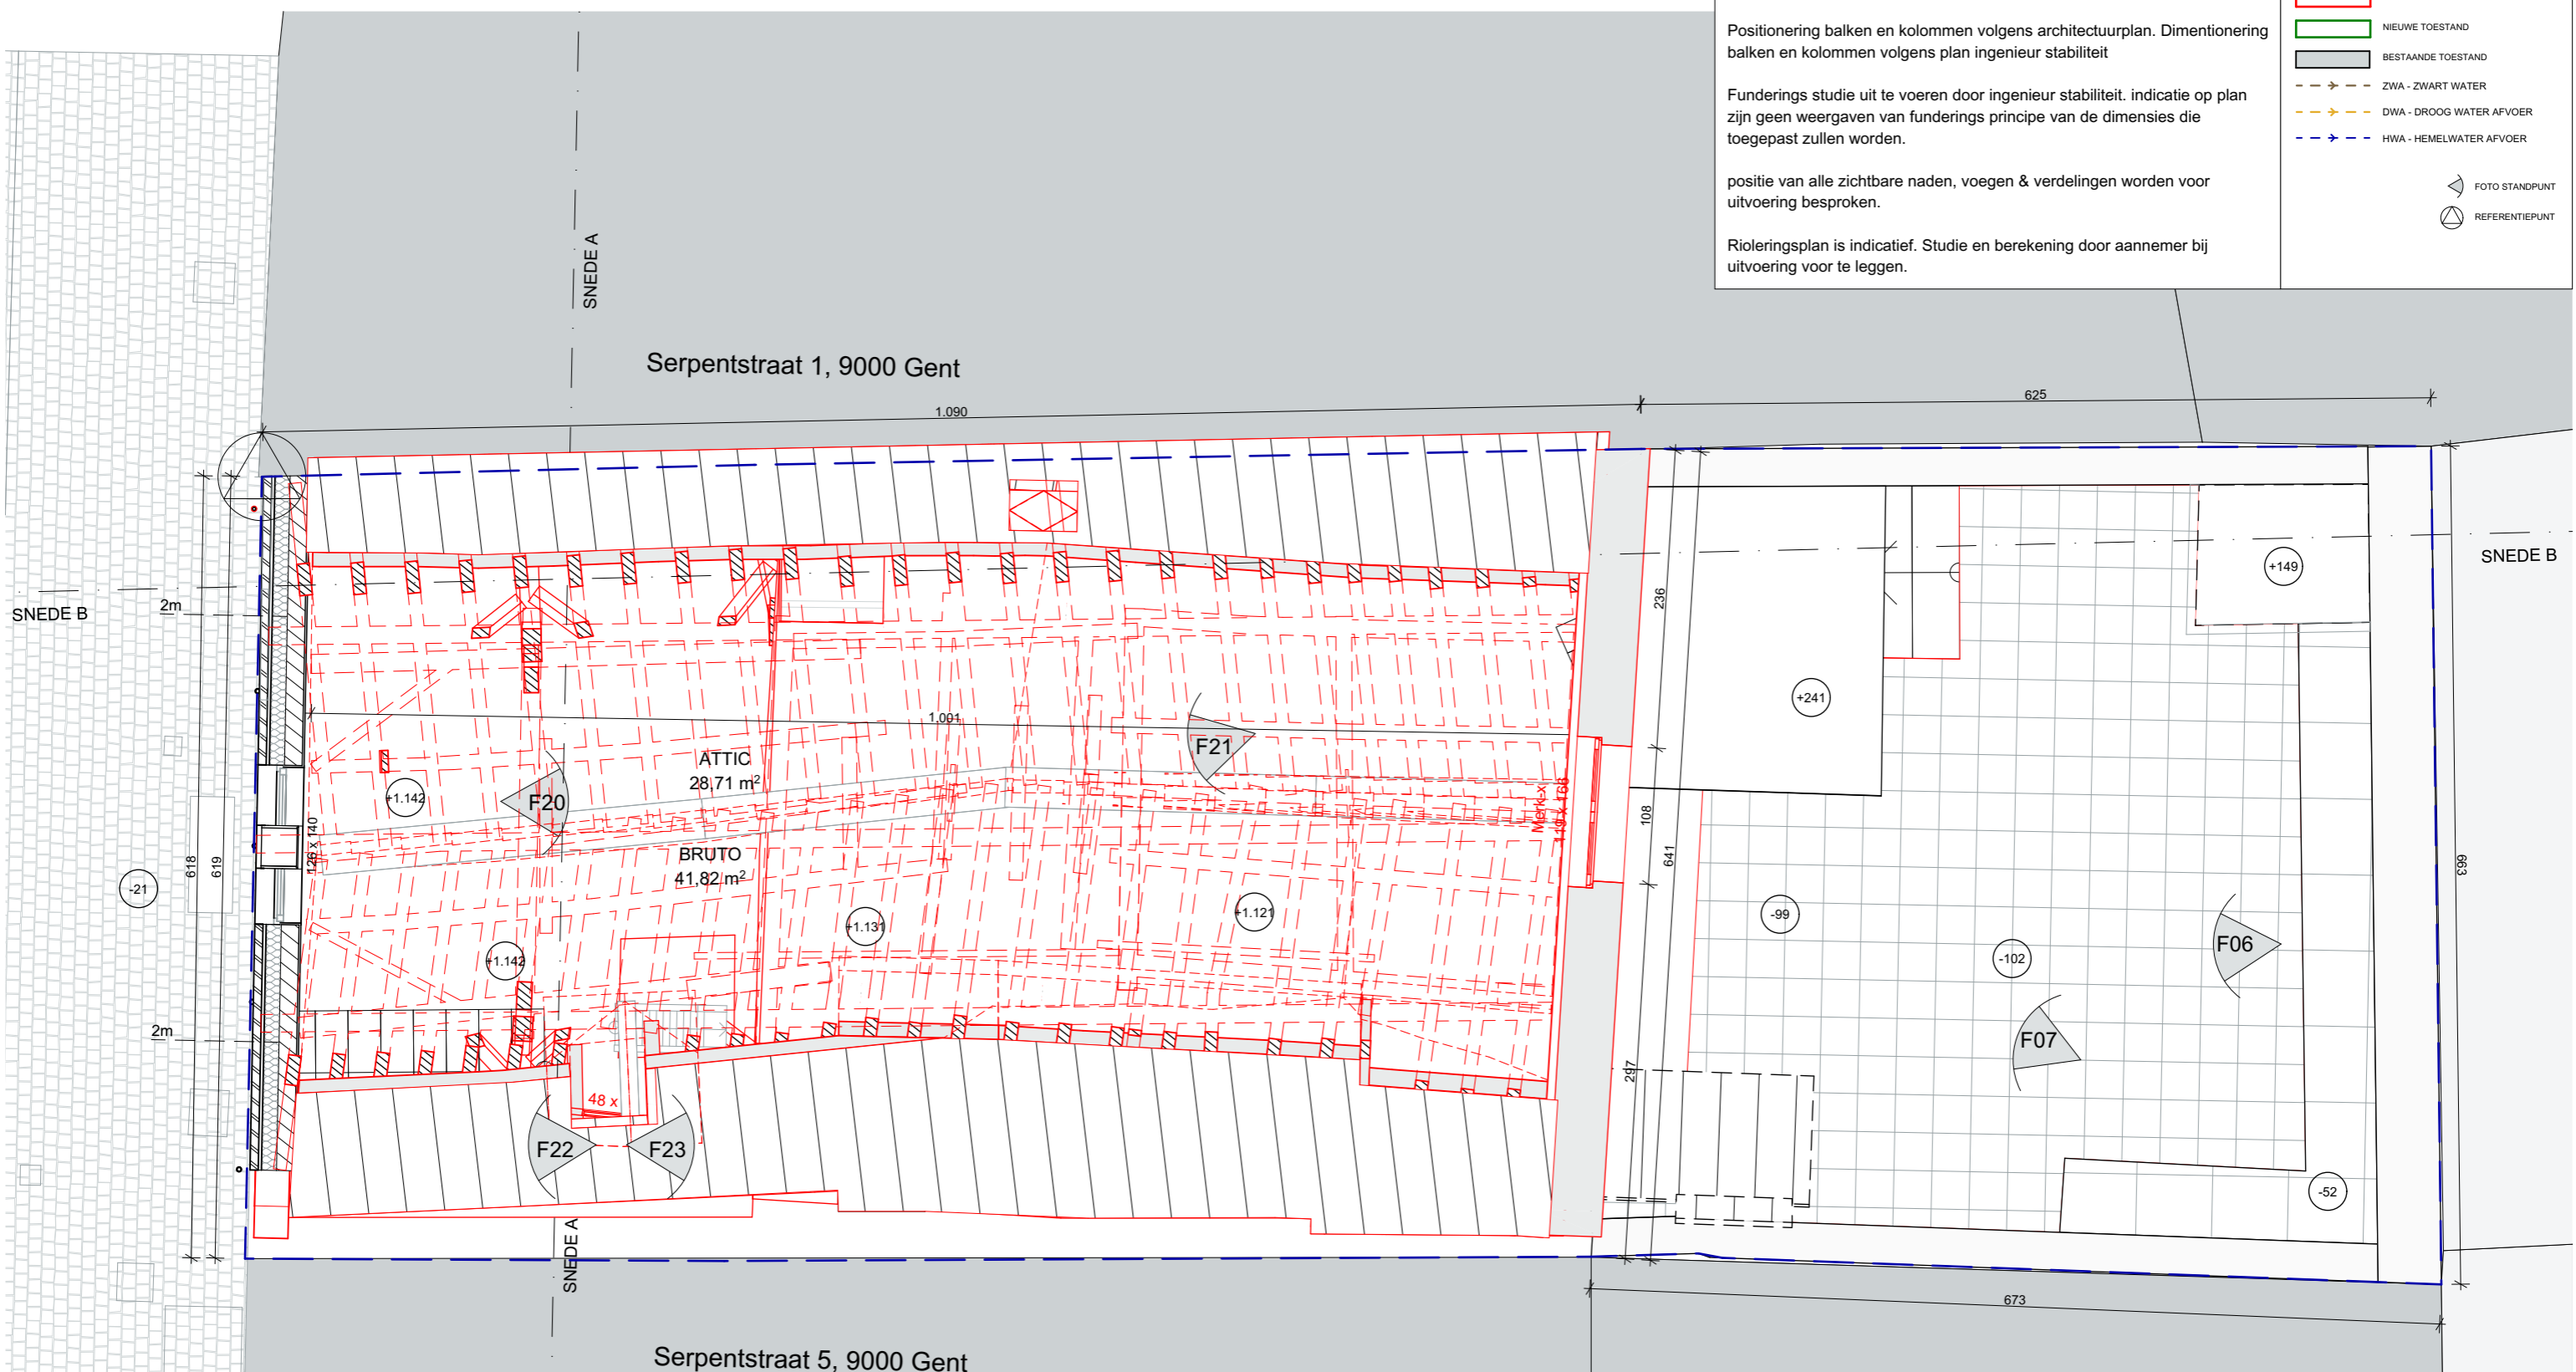 Positionering balken en kolommen volgens architectuurplan. Dimentionering
balken en kolommen volgens plan ingenieur stabiliteit
Funderings studie uit te voeren door ingenieur stabiliteit. indicatie op plan
zijn geen weergaven van funderings principe van de dimensies die
toegepast zullen worden.
positie van alle zichtbare naden, voegen & verdelingen worden voor
uitvoering besproken.
Rioleringsplan is indicatief. Studie en berekening door aannemer bij
uitvoering voor te leggen.
NIEUWE TOESTAND
BESTAANDE TOESTAND
ZWA - ZWART WATER
DWA - DROOG WATER AFVOER
HWA - HEMELWATER AFVOER
FOTO STANDPUNT
REFERENTIEPUNT
SNEDE A
Serpentstraat 1, 9000 Gent
1.090
625
SNEDE B
2m
2m
SNEDE B
+149
236
+241
1.001
F21
ATTIC
28,71 m²
+1.142
F20
126 x 140
Merk-x
119 x 166
108
641
618
619
BRUTO
41,82 m²
-21
663
+1.131
+1.121
-99
F06
-102
+1.142
2m
F07
297
48 x
F22
F23
-52
SNEDE A
673
Serpentstraat 5, 9000 Gent